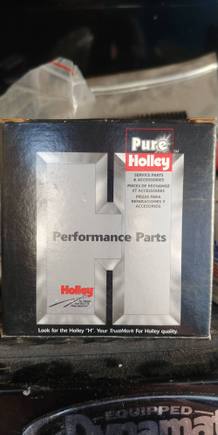 Pure
Holley
SERVICE PARTS
& ACCESSORIES
PIECES DE RECHANGE
ET ACCESSOIRES
PIEZAS PARA
REPARACIONES Y
ACCESORIOS
Performance Parts
Holley
Look for the Holley "H". Your TrustMark For Holley quality.
EQUIPPED
Dynamat